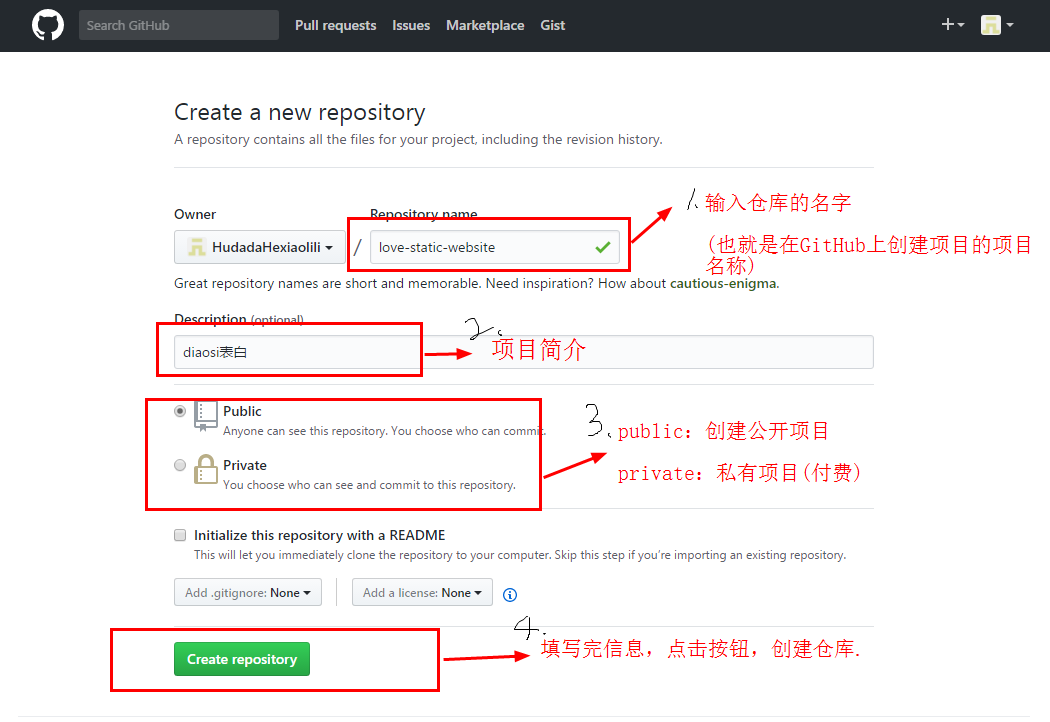 Search GitHub Pull requests Issues Marketplace Gist
Create a new repository
A repository contains all the files for your project, including the revision history.
Owner
Repository name
HudadaHexiaolili / love-static-website
1.输入仓库的名字
(也就是在GitHub上创建项目的项目
名称)
Great repository names are short and memorable. Need inspiration? How about cautious-enigma.
Description (optional)
diaosi表白
2.
项目简介
Public
Anyone can see this repository. You choose who can commit.
Private
You choose who can see and commit to this repository.
3.
public: 创建公开项目
private: 私有项目(付费)
Initialize this repository with a README
This will let you immediately clone the repository to your computer. Skip this step if you're importing an existing repository.
Add .gitignore: None
Add a license: None
Create repository
4.
填写完信息，点击按钮，创建仓库.